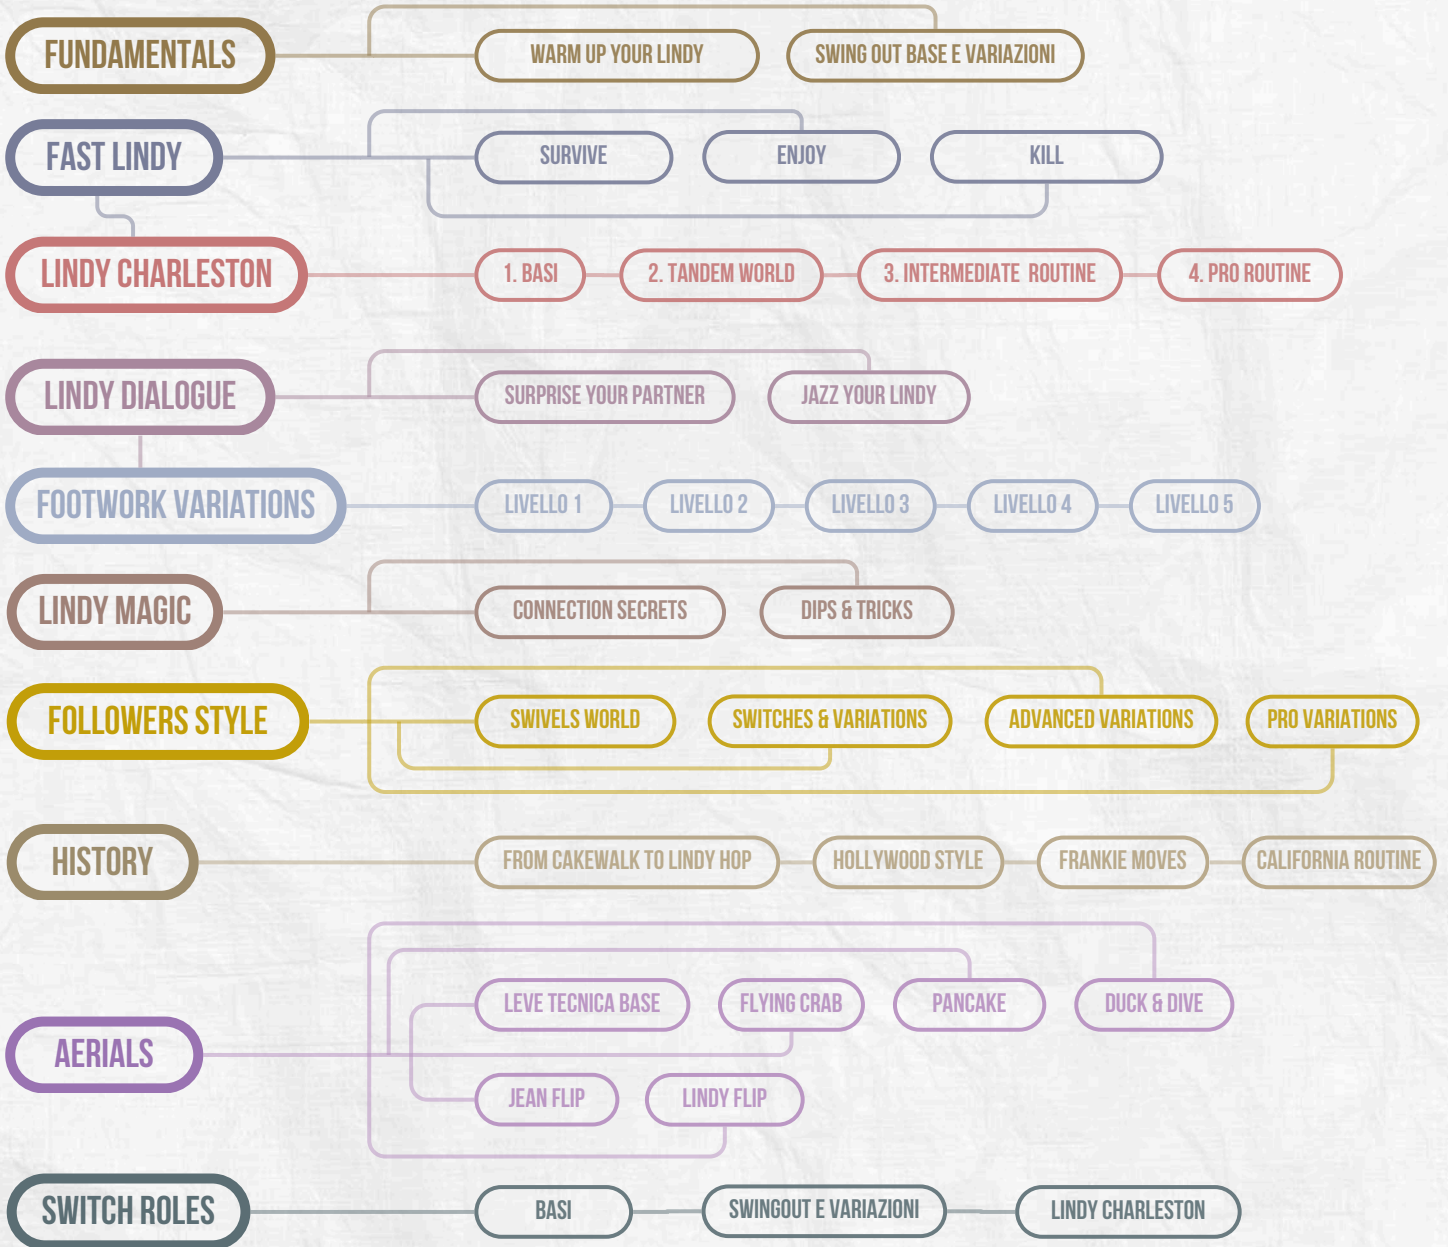 FUNDAMENTALS
WARM UP YOUR LINDY
SWING OUT BASE E VARIAZIONI
FAST LINDY
SURVIVE
ENJOY
KILL
LINDY CHARLESTON
1. BASI
2. TANDEM WORLD
3. INTERMEDIATE ROUTINE
4. PRO ROUTINE
LINDY DIALOGUE
SURPRISE YOUR PARTNER
JAZZ YOUR LINDY
FOOTWORK VARIATIONS
LIVELLO 1
LIVELLO 2
LIVELLO 3
LIVELLO 4
LIVELLO 5
LINDY MAGIC
CONNECTION SECRETS
DIPS & TRICKS
FOLLOWERS STYLE
SWIVELS WORLD
SWITCHES & VARIATIONS
ADVANCED VARIATIONS
PRO VARIATIONS
HISTORY
FROM CAKEWALK TO LINDY HOP
HOLLYWOOD STYLE
FRANKIE MOVES
CALIFORNIA ROUTINE
AERIALS
LEVE TECNICA BASE
FLYING CRAB
PANCAKE
DUCK & DIVE
JEAN FLIP
LINDY FLIP
SWITCH ROLES
BASI
SWINGOUT E VARIAZIONI
LINDY CHARLESTON